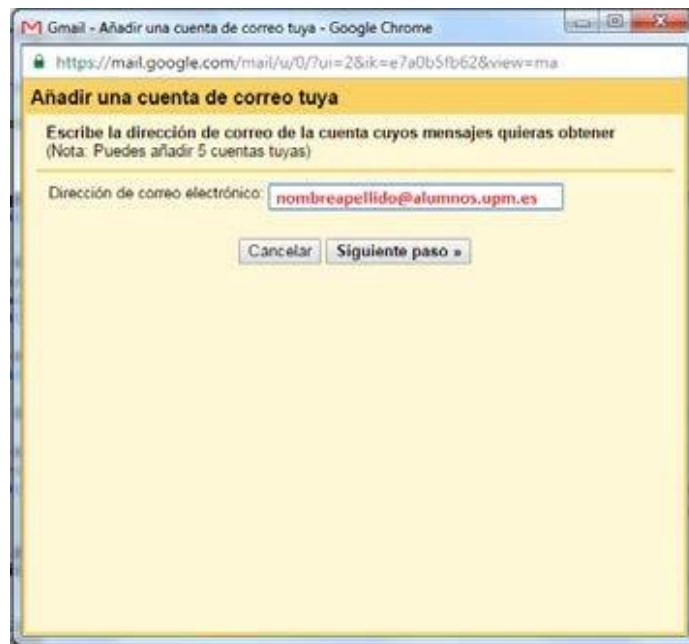 Gmail - Añadir una cuenta de correo tuya - Google Chrome
https://mail.google.com/mail/u/0/?ui=2&ik=e7a0b5fb62&view=ma
Añadir una cuenta de correo tuya
Escribe la dirección de correo de la cuenta cuyos mensajes quieras obtener
(Nota: Puedes añadir 5 cuentas tuyas)
Dirección de correo electrónico: nombreapellido@alumnos.upm.es
Cancelar Siguiente paso »